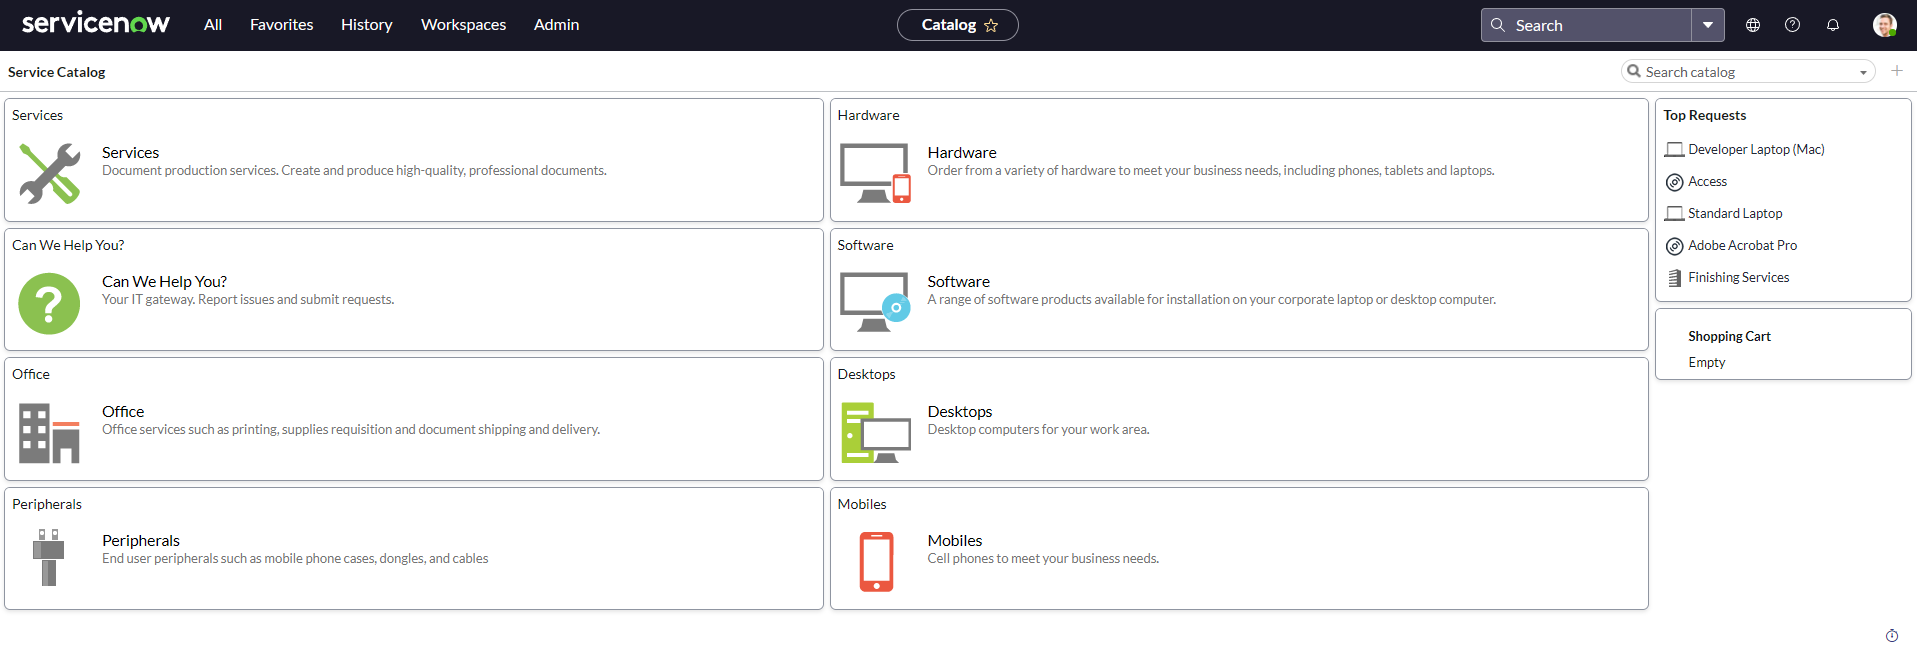 servicenow
All
Favorites
History
Workspaces
Admin
Catalog
Search
Service Catalog
Search catalog
Services
Services
Document production services. Create and produce high-quality, professional documents.
Hardware
Hardware
Order from a variety of hardware to meet your business needs, including phones, tablets and laptops.
Can We Help You?
Can We Help You?
Your IT gateway. Report issues and submit requests.
Software
Software
A range of software products available for installation on your corporate laptop or desktop computer.
Office
Office
Office services such as printing, supplies requisition and document shipping and delivery.
Desktops
Desktops
Desktop computers for your work area.
Peripherals
Peripherals
End user peripherals such as mobile phone cases, dongles, and cables
Mobiles
Mobiles
Cell phones to meet your business needs.
Top Requests
Developer Laptop (Mac)
Access
Standard Laptop
Adobe Acrobat Pro
Finishing Services
Shopping Cart
Empty